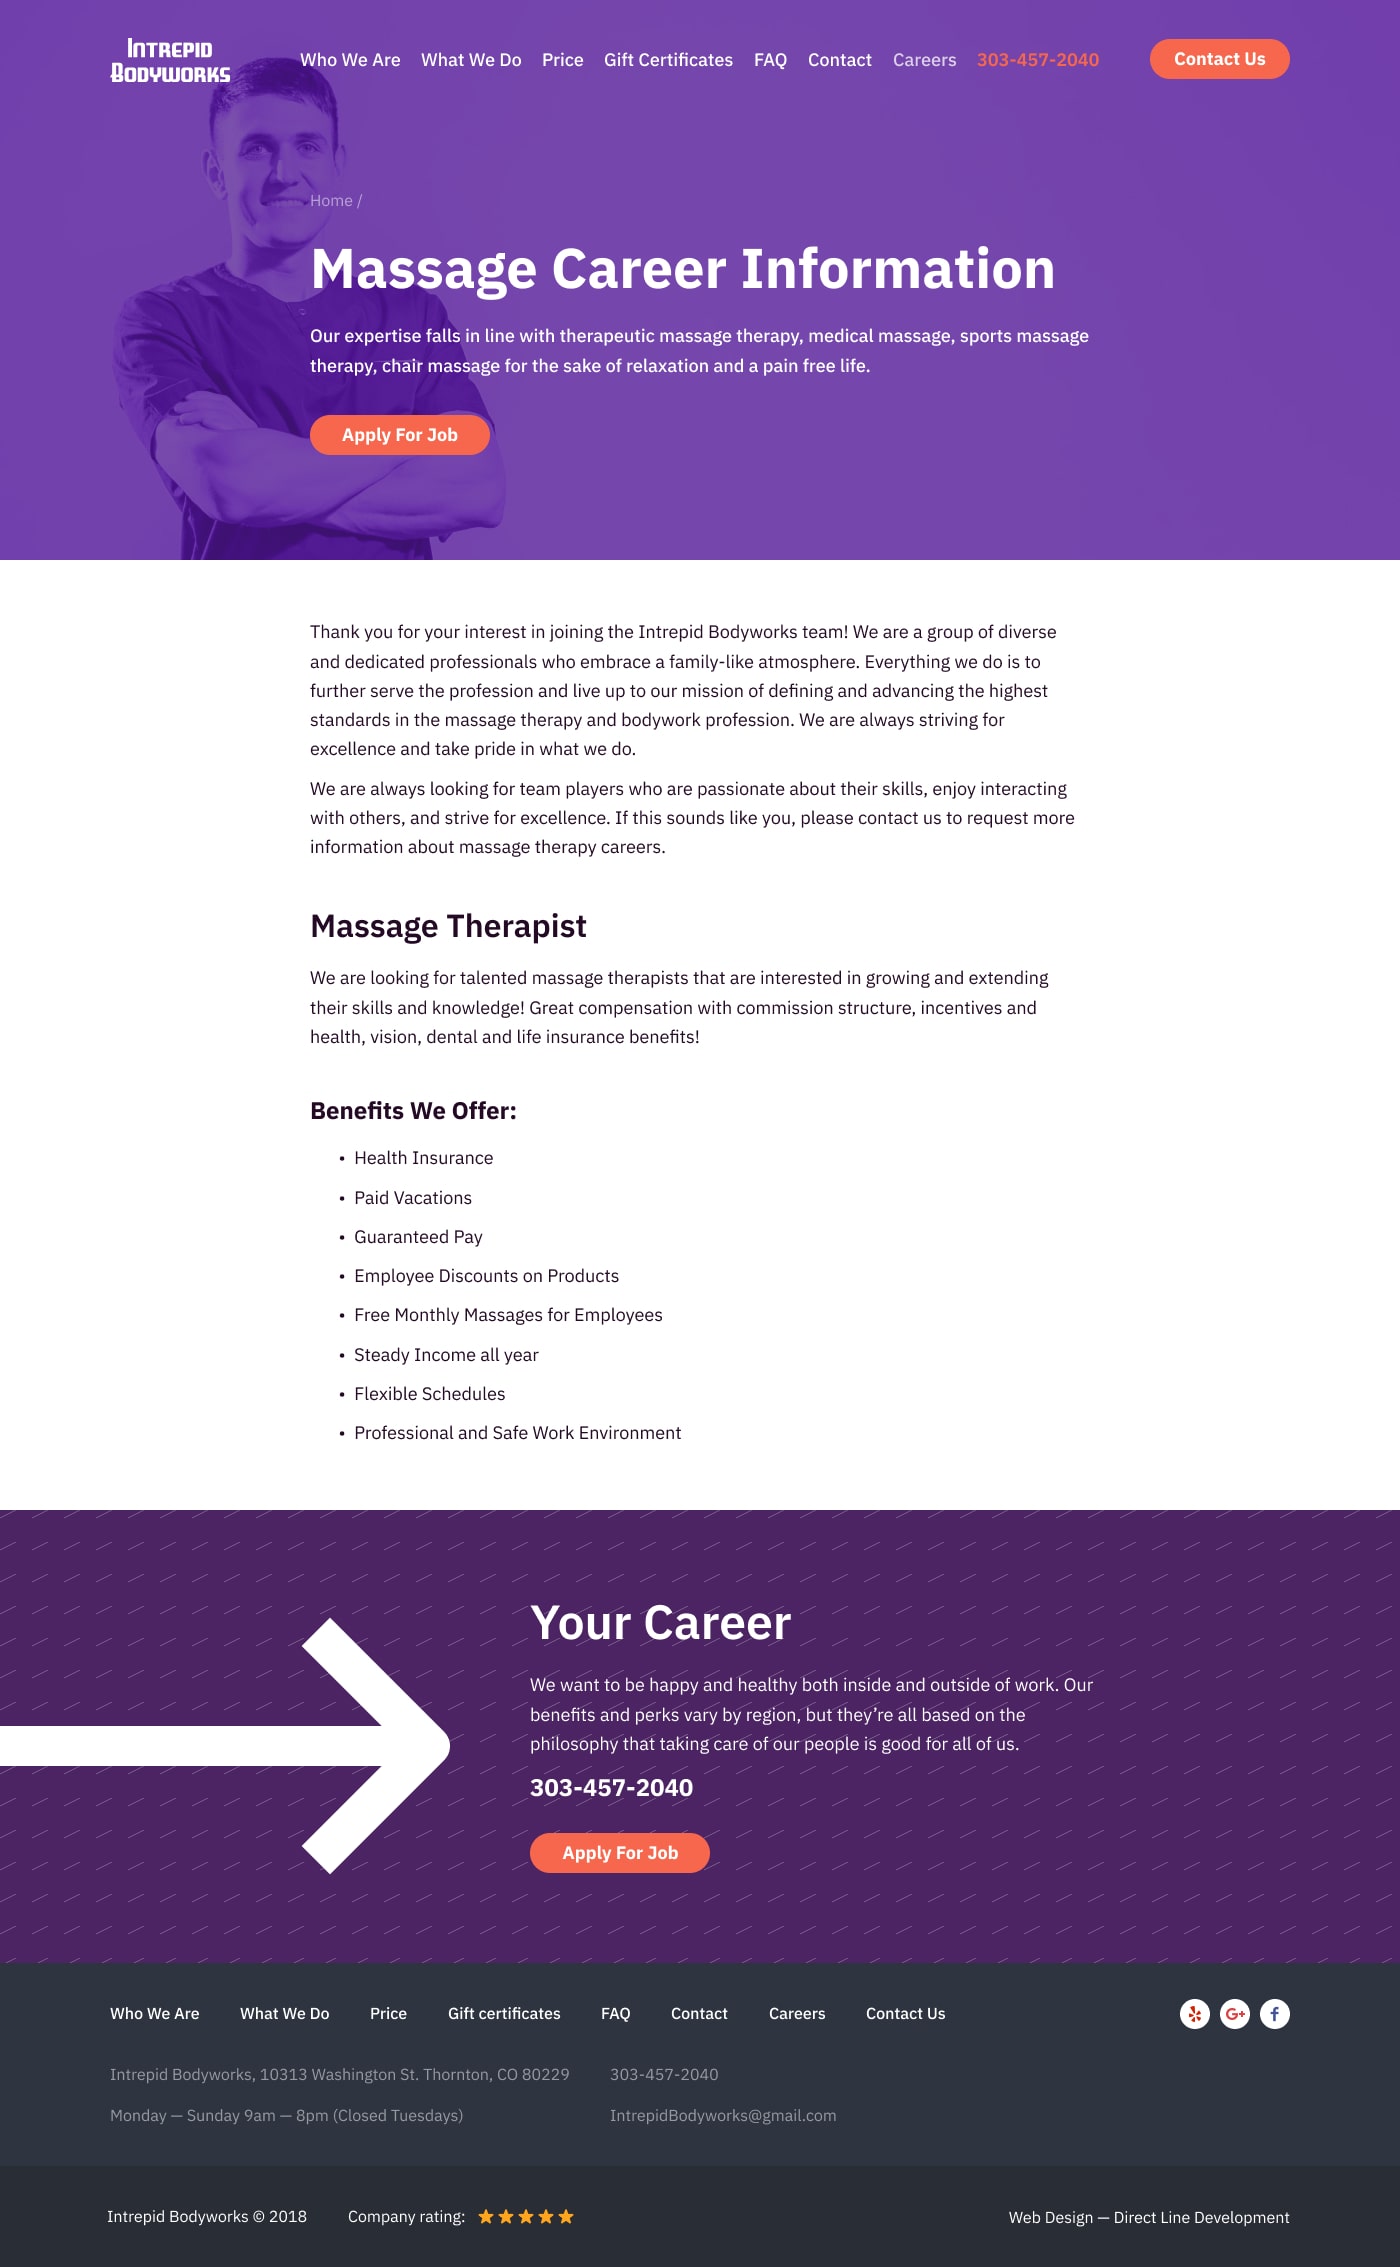 Intrepid
Bodyworks
Who We Are What We Do Price Gift Certificates FAQ Contact Careers 303-457-2040 Contact Us
Home /
Massage Career Information
Our expertise falls in line with therapeutic massage therapy, medical massage, sports massage
therapy, chair massage for the sake of relaxation and a pain free life.
Apply For Job
Thank you for your interest in joining the Intrepid Bodyworks team! We are a group of diverse
and dedicated professionals who embrace a family-like atmosphere. Everything we do is to
further serve the profession and live up to our mission of defining and advancing the highest
standards in the massage therapy and bodywork profession. We are always striving for
excellence and take pride in what we do.
We are always looking for team players who are passionate about their skills, enjoy interacting
with others, and strive for excellence. If this sounds like you, please contact us to request more
information about massage therapy careers.
Massage Therapist
We are looking for talented massage therapists that are interested in growing and extending
their skills and knowledge! Great compensation with commission structure, incentives and
health, vision, dental and life insurance benefits!
Benefits We Offer:
• Health Insurance
• Paid Vacations
• Guaranteed Pay
• Employee Discounts on Products
• Free Monthly Massages for Employees
• Steady Income all year
• Flexible Schedules
• Professional and Safe Work Environment
Your Career
We want to be happy and healthy both inside and outside of work. Our
benefits and perks vary by region, but they’re all based on the
philosophy that taking care of our people is good for all of us.
303-457-2040
Apply For Job
Who We Are What We Do Price Gift certificates FAQ Contact Careers Contact Us G+ f
Intrepid Bodyworks, 10313 Washington St. Thornton, CO 80229 303-457-2040
Monday — Sunday 9am — 8pm (Closed Tuesdays) IntrepidBodyworks@gmail.com
Intrepid Bodyworks © 2018 Company rating: Web Design — Direct Line Development